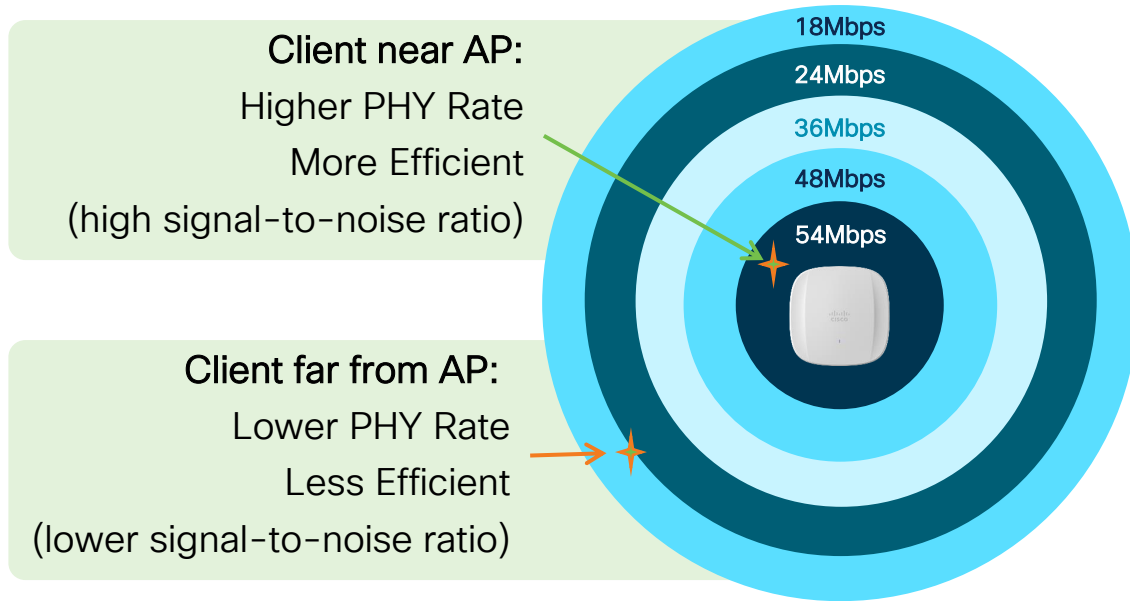 Client near AP:
Higher PHY Rate
More Efficient
(high signal-to-noise ratio)
Client far from AP:
Lower PHY Rate
Less Efficient
(lower signal-to-noise ratio)
18Mbps
24Mbps
36Mbps
48Mbps
54Mbps
cisco